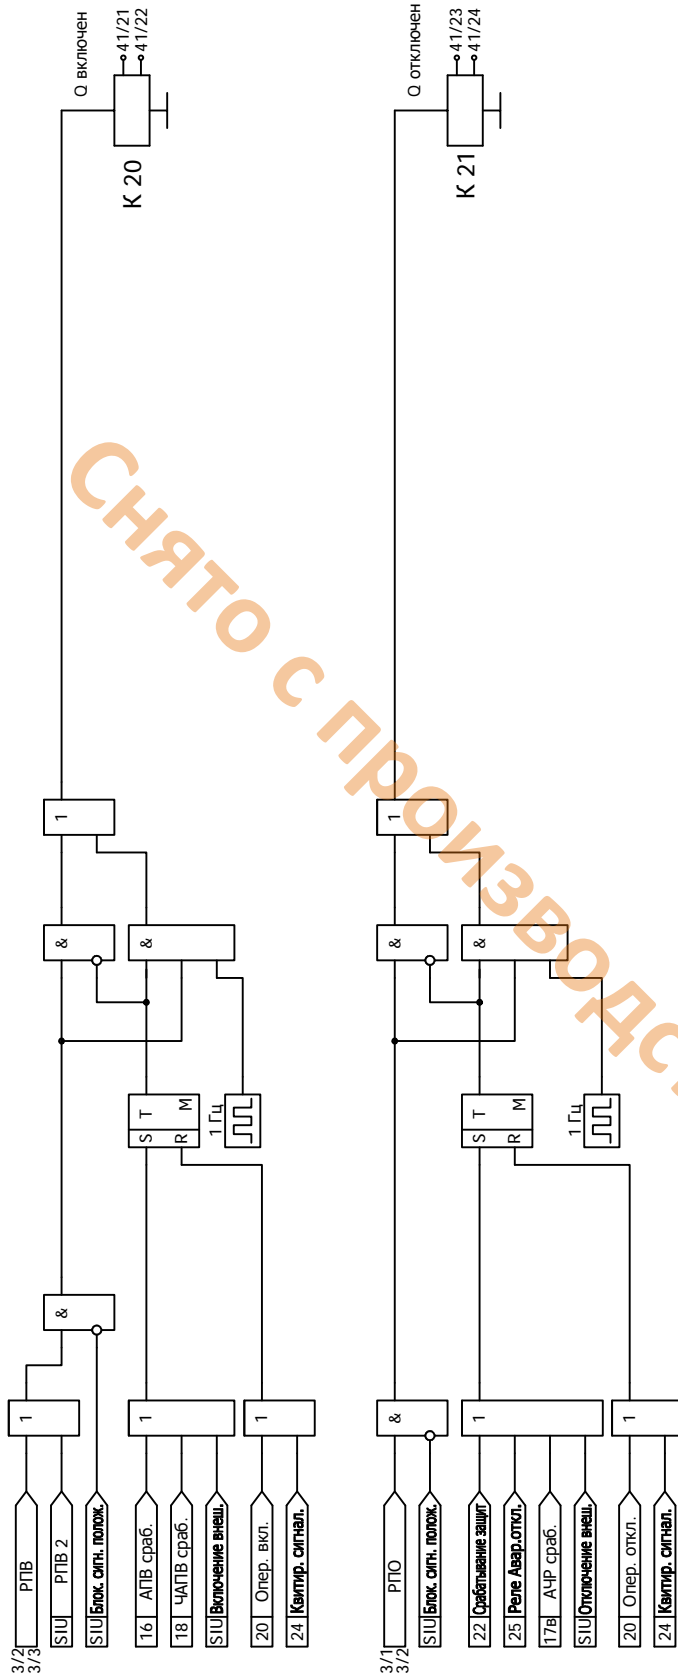 Q включен
41/21
41/22
К 20
1
&
&
1 Гц
S T
R M
&
1
1
1
3/2
3/3
РПВ
SIU РПВ 2
SIU Блок. сигн. полож.
16 АПВ сраб.
18 ЧАПВ сраб.
SIU Включение внеш.
20 Опер. вкл.
24 Квитир. сигнал.
Q отключен
41/23
41/24
К 21
1
&
&
1 Гц
S T
R M
&
1
1
3/1
3/2
РПО
SIU Блок. сигн. полож.
22 Срабатывание защит
25 Реле Авар.откл.
17в АЧР сраб.
SIU Отключение внеш.
20 Опер. откл.
24 Квитир. сигнал.
Снято с производс